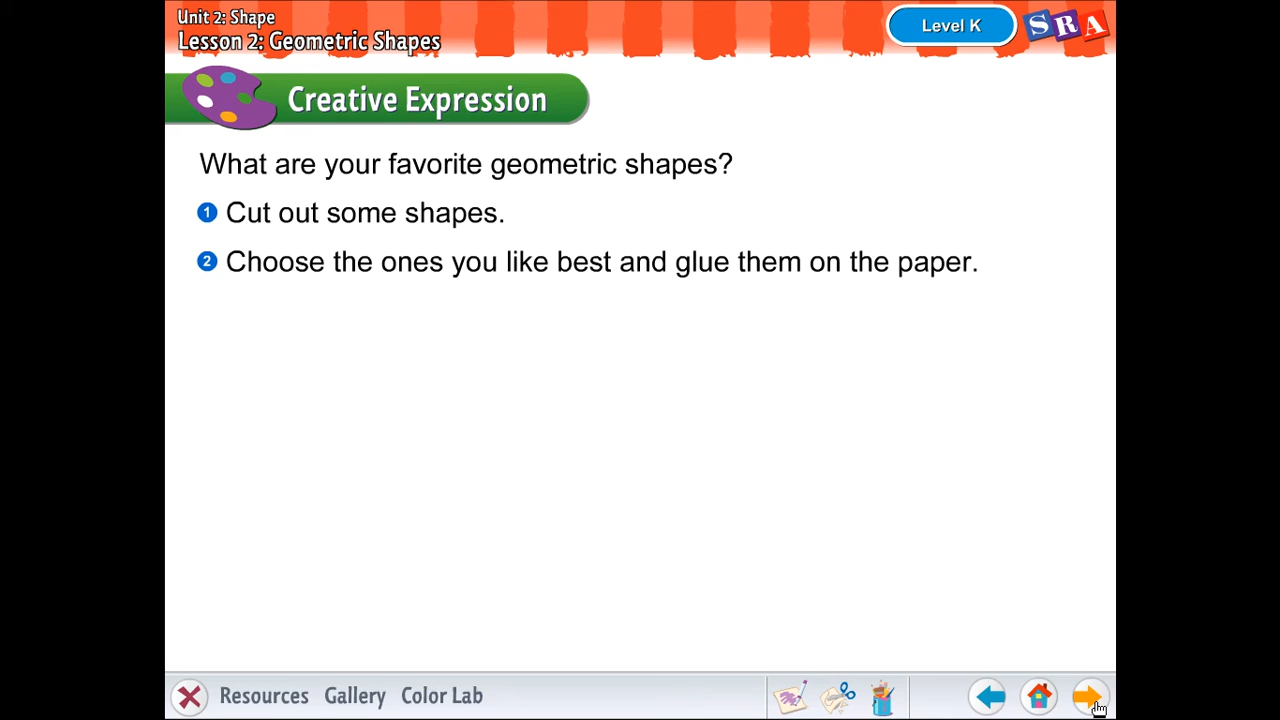 Unit 2: Shape
Lesson 2: Geometric Shapes
Level K
SRA
Creative Expression
What are your favorite geometric shapes?
1 Cut out some shapes.
2 Choose the ones you like best and glue them on the paper.
Resources Gallery Color Lab